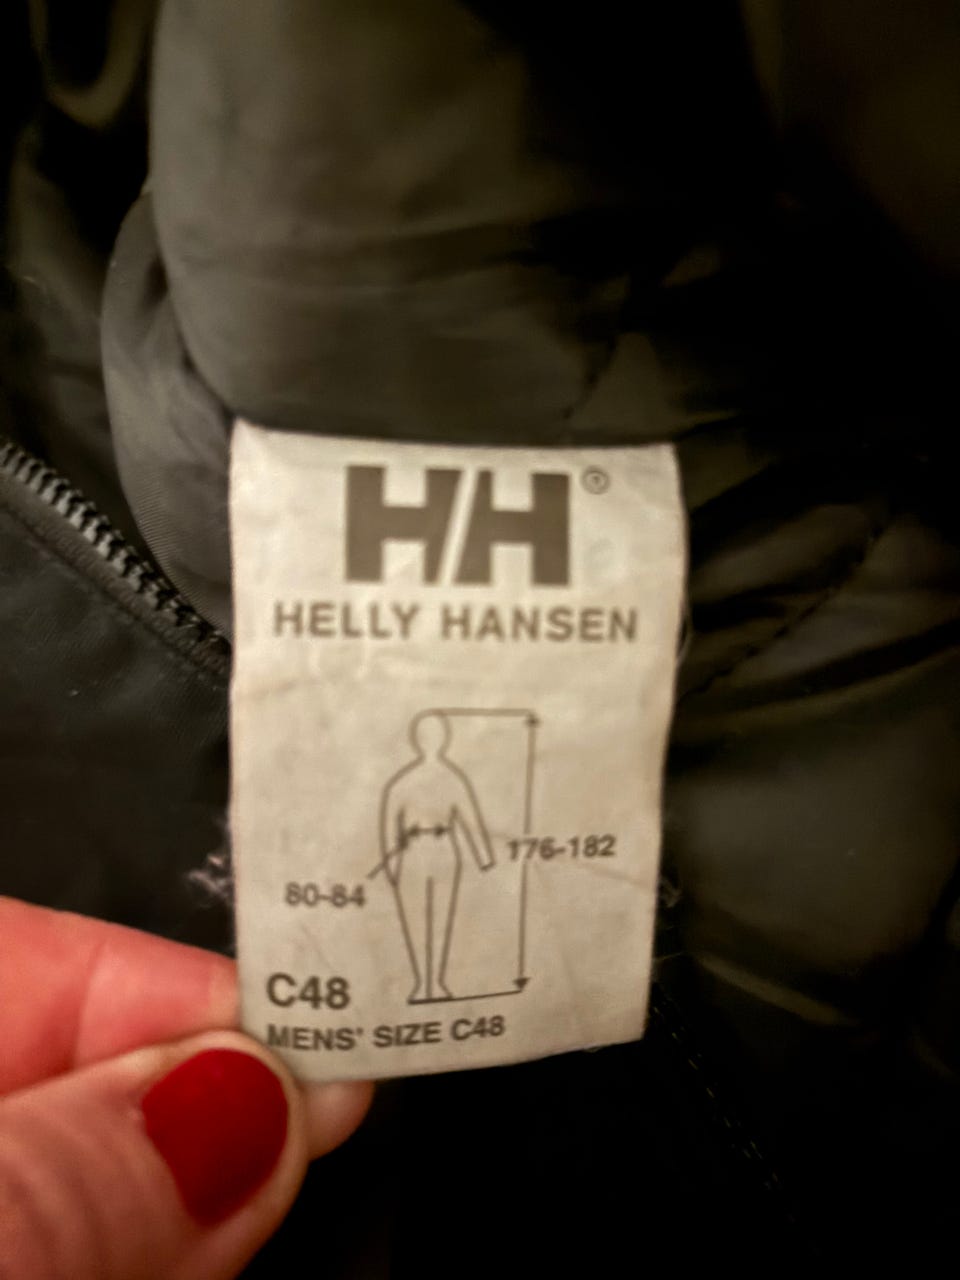 HH®
HELLY HANSEN
176-182
80-84
C48
MENS' SIZE C48